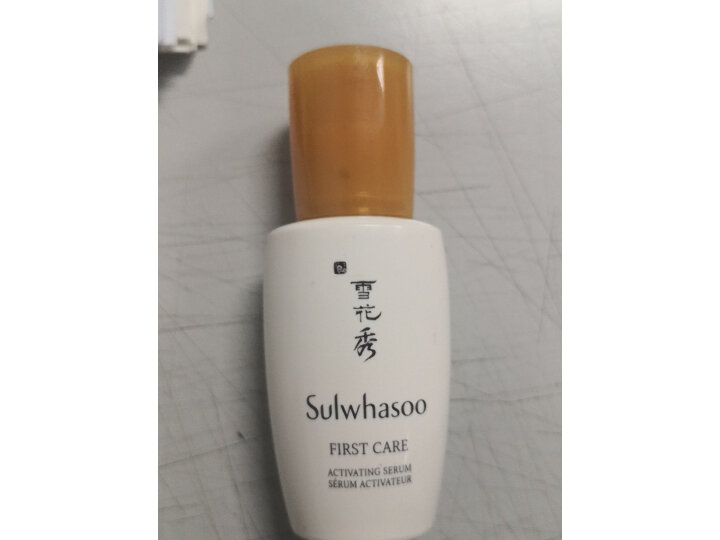 雪花秀
Sulwhasoo
FIRST CARE
ACTIVATING SERUM
SÉRUM ACTIVATEUR